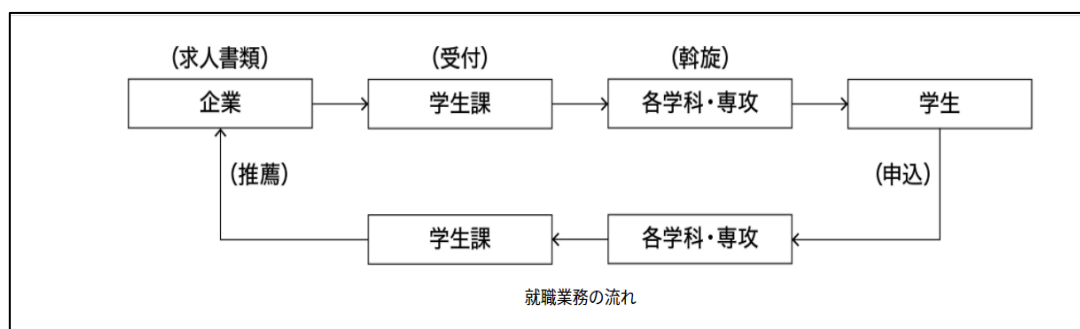 (求人書類)
(受付)
(斡旋)
企業
学生課
各学科・専攻
学生
(推薦)
(申込)
学生課
各学科・専攻
就職業務の流れ